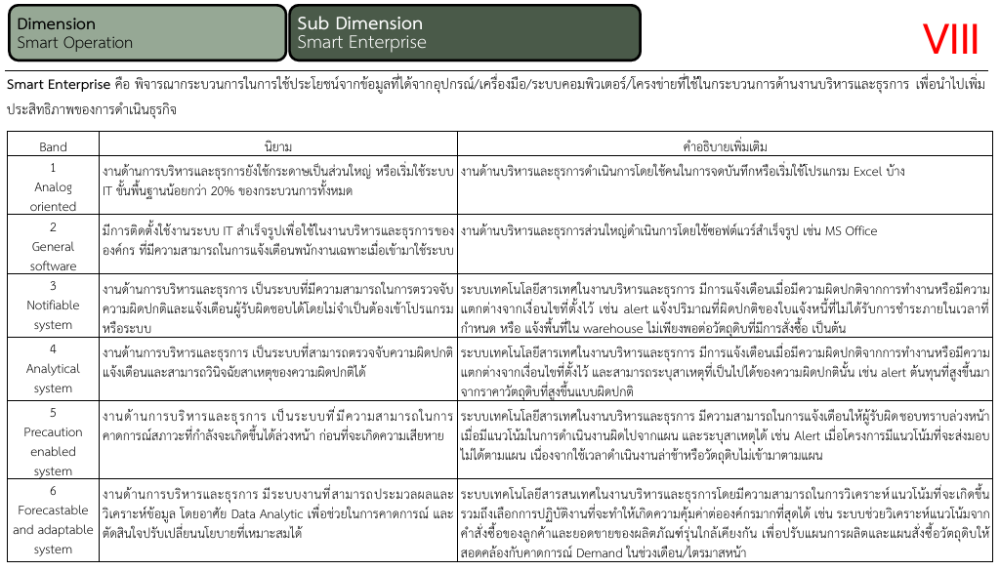 Dimension
Smart Operation
Sub Dimension
Smart Enterprise
VIII
Smart Enterprise คือ พิจารณากระบวนการในการใช้ประโยชน์จากข้อมูลที่ได้จากอุปกรณ์/เครื่องมือ/ระบบคอมพิวเตอร์/โครงข่ายที่ใช้ในกระบวนการด้านงานบริหารและธุรการ เพื่อนำไปเพิ่ม
ประสิทธิภาพของการดำเนินธุรกิจ
Band
นิยาม
คำอธิบายเพิ่มเติม
1
Analog
oriented
งานด้านการบริหารและธุรการยังใช้กระดาษเป็นส่วนใหญ่ หรือเริ่มใช้ระบบ
IT ขั้นพื้นฐานน้อยกว่า 20% ของกระบวนการทั้งหมด
งานด้านบริหารและธุรการดำเนินการโดยใช้คนในการจดบันทึกหรือเริ่มใช้โปรแกรม Excel บ้าง
2
General
software
มีการติดตั้งใช้งานระบบ IT สำเร็จรูปเพื่อใช้ในงานบริหารและธุรการของ
องค์กร ที่มีความสามารถในการแจ้งเตือนพนักงานเฉพาะเมื่อเข้ามาใช้ระบบ
งานด้านบริหารและธุรการส่วนใหญ่ดำเนินการโดยใช้ซอฟต์แวร์สำเร็จรูป เช่น MS Office
3
Notifiable
system
งานด้านการบริหารและธุรการ เป็นระบบที่มีความสามารถในการตรวจจับ
ความผิดปกติและแจ้งเตือนผู้รับผิดชอบได้โดยไม่จำเป็นต้องเข้าโปรแกรม
หรือระบบ
ระบบเทคโนโลยีสารเทศในงานบริหารและธุรการ มีการแจ้งเตือนเมื่อมีความผิดปกติจากการทำงานหรือมีความ
แตกต่างจากเงื่อนไขที่ตั้งไว้ เช่น alert แจ้งปริมาณที่ผิดปกติของใบแจ้งหนี้ที่ไม่ได้รับการชำระภายในเวลาที่
กำหนด หรือ แจ้งพื้นที่ใน warehouse ไม่เพียงพอต่อวัตถุดิบที่มีการสั่งซื้อ เป็นต้น
4
Analytical
system
งานด้านการบริหารและธุรการ เป็นระบบที่สามารถตรวจจับความผิดปกติ
แจ้งเตือนและสามารถวินิจฉัยสาเหตุของความผิดปกติได้
ระบบเทคโนโลยีสารเทศในงานบริหารและธุรการ มีการแจ้งเตือนเมื่อมีความผิดปกติจากการทำงานหรือมีความ
แตกต่างจากเงื่อนไขที่ตั้งไว้ และสามารถระบุสาเหตุที่เป็นไปได้ของความผิดปกตินั้น เช่น alert ต้นทุนที่สูงขึ้นมา
จากราคาวัตถุดิบที่สูงขึ้นแบบผิดปกติ
5
Precaution
enabled
system
งานด้านการบริหารและธุรการ เป็นระบบที่มีความสามารถในการ
คาดการณ์สภาวะที่กำลังจะเกิดขึ้นได้ล่วงหน้า ก่อนที่จะเกิดความเสียหาย
ระบบเทคโนโลยีสารเทศในงานบริหารและธุรการ มีความสามารถในการแจ้งเตือนให้ผู้รับผิดชอบทราบล่วงหน้า
เมื่อมีแนวโน้มในการดำเนินงานผิดไปจากแผน และระบุสาเหตุได้ เช่น Alert เมื่อโครงการมีแนวโน้มที่จะส่งมอบ
ไม่ได้ตามแผน เนื่องจากใช้เวลาดำเนินงานล่าช้าหรือวัตถุดิบไม่เข้ามาตามแผน
6
Forecastable
and adaptable
system
งานด้านการบริหารและธุรการ มีระบบงานที่สามารถประมวลผลและ
วิเคราะห์ข้อมูล โดยอาศัย Data Analytic เพื่อช่วยในการคาดการณ์ และ
ตัดสินใจปรับเปลี่ยนนโยบายที่เหมาะสมได้
ระบบเทคโนโลยีสารสนเทศในงานบริหารและธุรการโดยมีความสามารถในการวิเคราะห์แนวโน้มที่จะเกิดขึ้น
รวมถึงเลือกการปฏิบัติงานที่จะทำให้เกิดความคุ้มค่าต่อองค์กรมากที่สุดได้ เช่น ระบบช่วยวิเคราะห์แนวโน้มจาก
คำสั่งซื้อของลูกค้าและยอดขายของผลิตภัณฑ์รุ่นใกล้เคียงกัน เพื่อปรับแผนการผลิตและแผนสั่งซื้อวัตถุดิบให้
สอดคล้องกับคาดการณ์ Demand ในช่วงเดือน/ไตรมาสหน้า